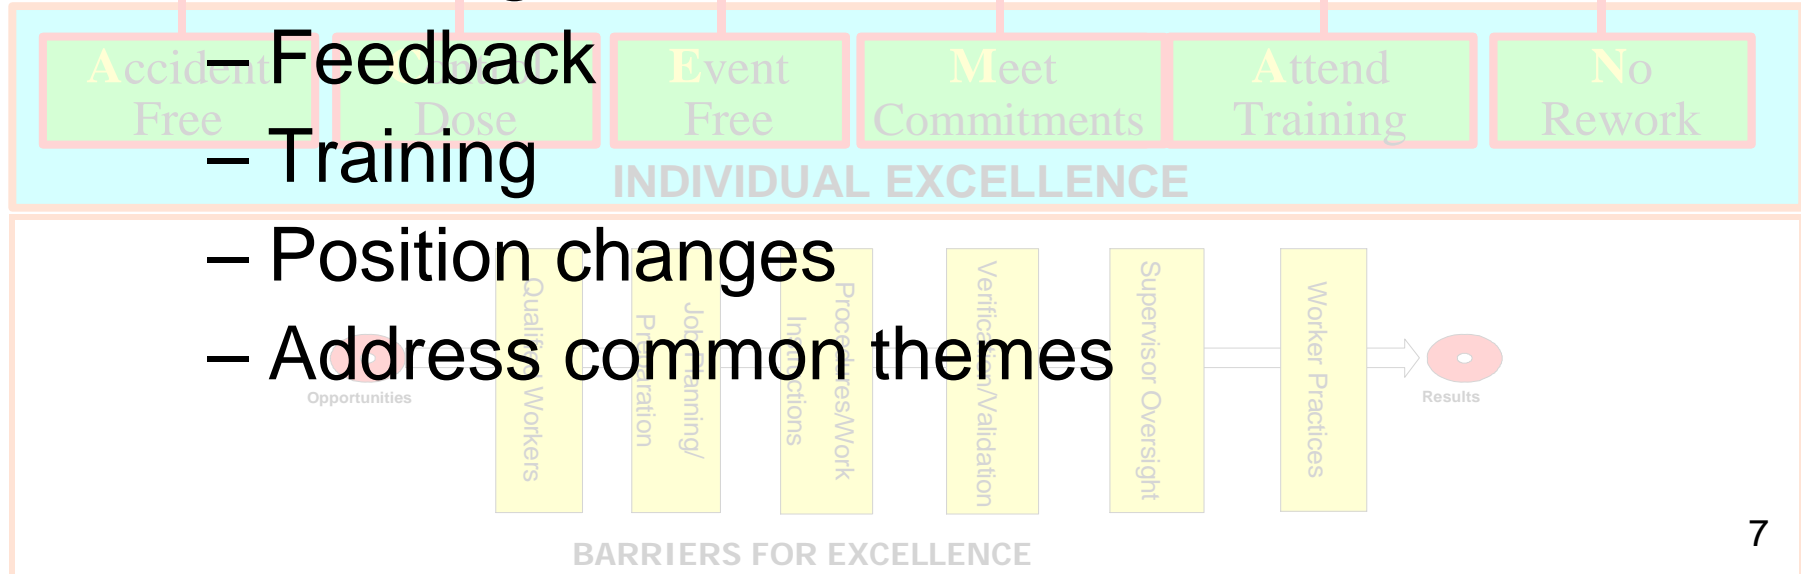 – Feedback
– Training
– Position changes
– Address common themes
Accident
Free
Control
Dose
Event
Free
Meet
Commitments
Attend
Training
No
Rework
INDIVIDUAL EXCELLENCE
Opportunities
Qualified Workers
Job Planning/
Preparation
Procedures/Work
Instructions
Verification/Validation
Supervisor Oversight
Worker Practices
Results
BARRIERS FOR EXCELLENCE
7